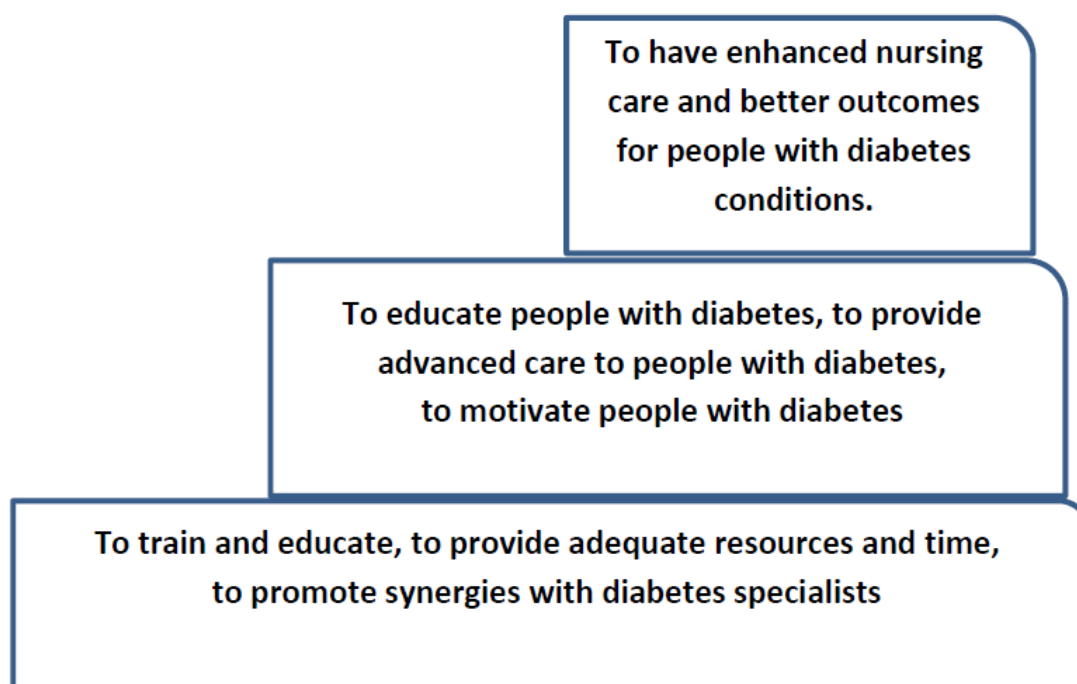 To have enhanced nursing
care and better outcomes
for people with diabetes
conditions.
To educate people with diabetes, to provide
advanced care to people with diabetes,
to motivate people with diabetes
To train and educate, to provide adequate resources and time,
to promote synergies with diabetes specialists